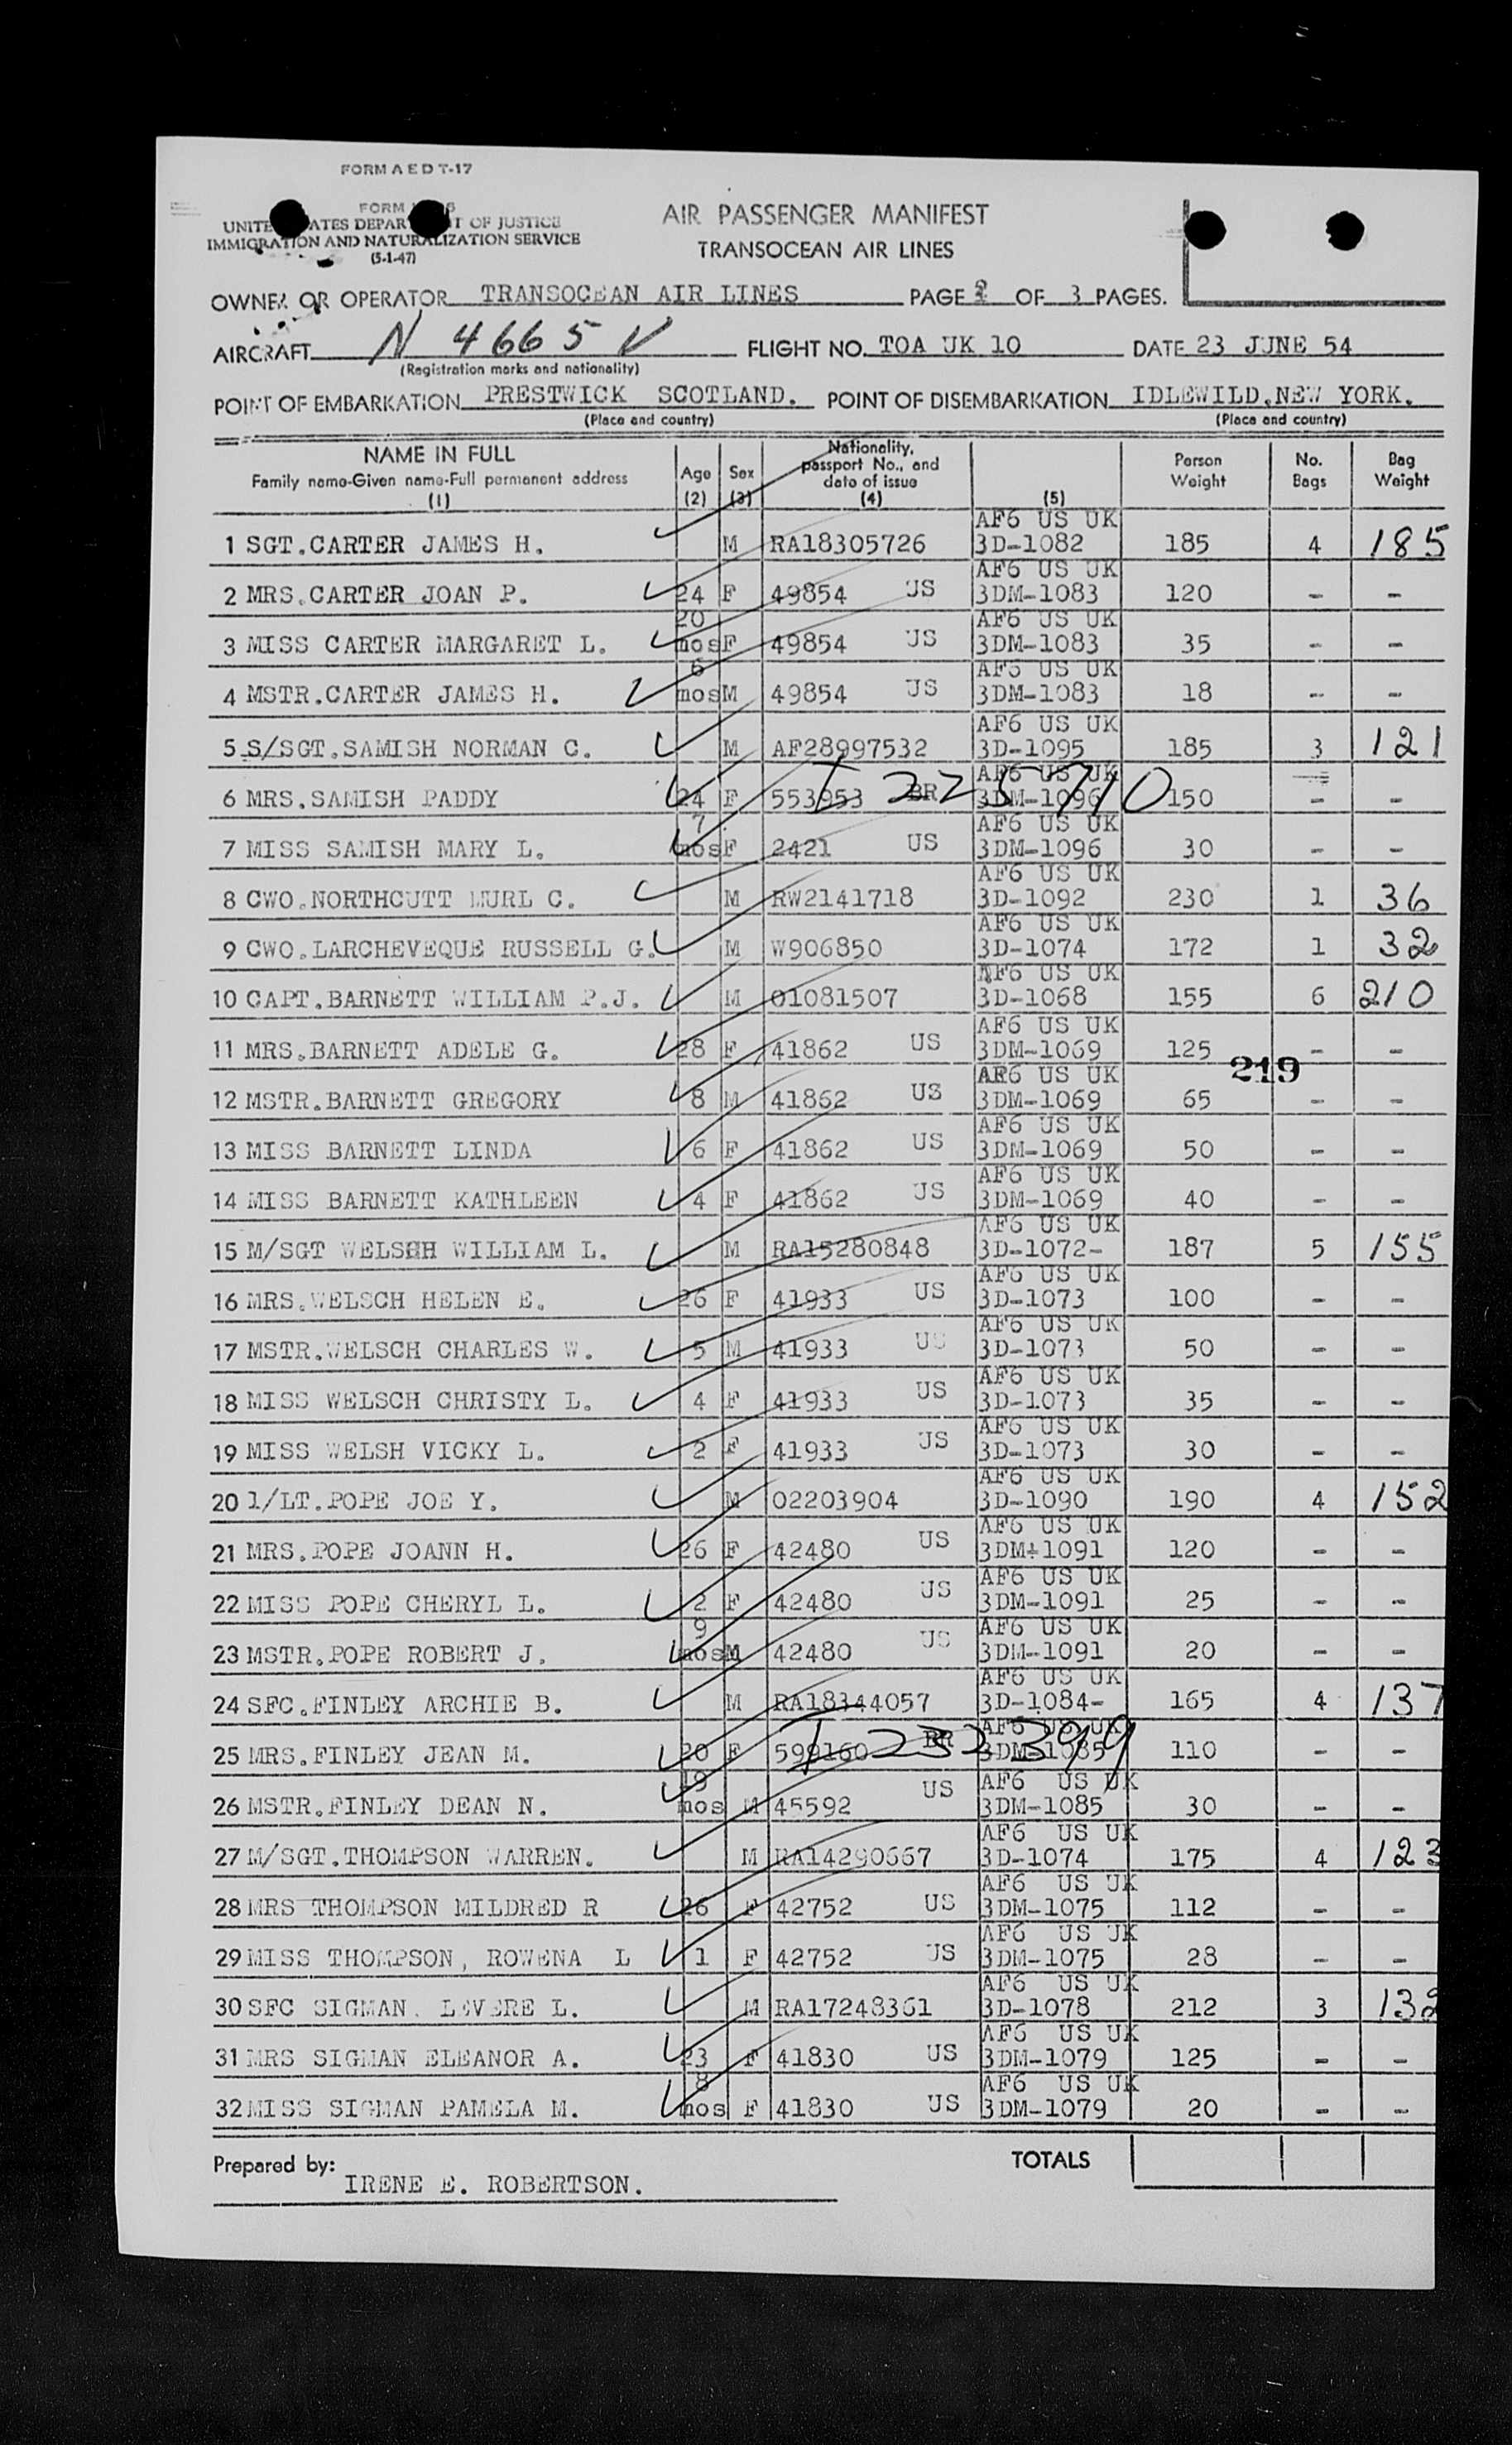 FORM A E D T-17
FORM
UNITE ATES DEPAR T OF JUSTICE
IMMIGRATION AND NATURALIZATION SERVICE
(5-1-47)
AIR PASSENGER MANIFEST
TRANSOCEAN AIR LINES
OWNER OR OPERATOR TRANSOCEAN AIR LINES PAGE 2 OF 3 PAGES.
AIRCRAFT N 4665 V FLIGHT NO. TOA UK 10 DATE 23 JUNE 54
(Registration marks and nationality)
POINT OF EMBARKATION PRESTWICK SCOTLAND. POINT OF DISEMBARKATION IDLEWILD, NEW YORK.
(Place and country) (Place and country)
NAME IN FULL
Family name-Given name-Full permanent address
(1)
Age
(2)
Sex
(3)
Nationality,
passport No., and
date of issue
(4)
(5)
Person
Weight
No.
Bags
Bag
Weight
AF6 US UK
1 SGT.CARTER JAMES H. M RA18305726 3D-1082 185 4 185
AF6 US UK
2 MRS.CARTER JOAN P. 24 F 49854 US 3DM-1083 120 - -
20 AF6 US UK
3 MISS CARTER MARGARET L. mos F 49854 US 3DM-1083 35 - -
6 AF6 US UK
4 MSTR.CARTER JAMES H. mos M 49854 US 3DM-1083 18 - -
AF6 US UK
5 S/SGT.SAMISH NORMAN C. M AF28997532 3D-1095 185 3 121
AF6 US UK
6 MRS.SAMISH PADDY 24 F 553953 BR 3DM-1096 150 - -
T 225710
7 AF6 US UK
7 MISS SAMISH MARY L. mos F 2421 US 3DM-1096 30 - -
AF6 US UK
8 CWO.NORTHCUTT MURL C. M RW2141718 3D-1092 230 1 36
AF6 US UK
9 CWO.LARCHEVEQUE RUSSELL G. M W906850 3D-1074 172 1 32
AF6 US UK
10 CAPT.BARNETT WILLIAM P.J. M 01081507 3D-1068 155 6 210
AF6 US UK
11 MRS.BARNETT ADELE G. 28 F 41862 US 3DM-1069 125 - -
219
AF6 US UK
12 MSTR.BARNETT GREGORY 8 M 41862 US 3DM-1069 65 - -
AF6 US UK
13 MISS BARNETT LINDA 6 F 41862 US 3DM-1069 50 - -
AF6 US UK
14 MISS BARNETT KATHLEEN 4 F 41862 US 3DM-1069 40 - -
AF6 US UK
15 M/SGT WELSCH WILLIAM L. M RA15280848 3D-1072- 187 5 155
AF6 US UK
16 MRS.WELSCH HELEN E. 26 F 41933 US 3D-1073 100 - -
AF6 US UK
17 MSTR.WELSCH CHARLES W. 5 M 41933 US 3D-1073 50 - -
AF6 US UK
18 MISS WELSCH CHRISTY L. 4 F 41933 US 3D-1073 35 - -
AF6 US UK
19 MISS WELSH VICKY L. 2 F 41933 US 3D-1073 30 - -
AF6 US UK
20 1/LT.POPE JOE Y. M 02203904 3D-1090 190 4 152
AF6 US UK
21 MRS.POPE JOANN H. 26 F 42480 US 3DM-1091 120 - -
AF6 US UK
22 MISS POPE CHERYL L. 2 F 42480 US 3DM-1091 25 - -
9 AF6 US UK
23 MSTR.POPE ROBERT J. mos M 42480 US 3DM-1091 20 - -
AF6 US UK
24 SFC.FINLEY ARCHIE B. M RA18344057 3D-1084- 165 4 137
AF6 US UK
25 MRS.FINLEY JEAN M. 20 F 599160 BR 3DM-1085 110 - -
T 232399
19 AF6 US UK
26 MSTR.FINLEY DEAN N. mos M 45592 US 3DM-1085 30 - -
AF6 US UK
27 M/SGT.THOMPSON WARREN. M RA14290667 3D-1074 175 4 123
AF6 US UK
28 MRS THOMPSON MILDRED R 26 F 42752 US 3DM-1075 112 - -
AF6 US UK
29 MISS THOMPSON, ROWENA L 1 F 42752 US 3DM-1075 28 - -
AF6 US UK
30 SFC SIGMAN. LEVERE L. M RA17248361 3D-1078 212 3 132
AF6 US UK
31 MRS SIGMAN ELEANOR A. 23 F 41830 US 3DM-1079 125 - -
8 AF6 US UK
32 MISS SIGMAN PAMELA M. mos F 41830 US 3DM-1079 20 - -
Prepared by: TOTALS
IRENE E. ROBERTSON.